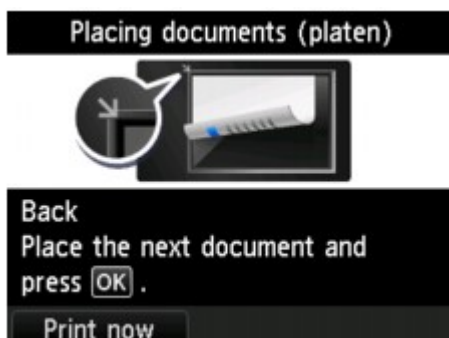 Placing documents (platen)
Back
Place the next document and
press OK .
Print now